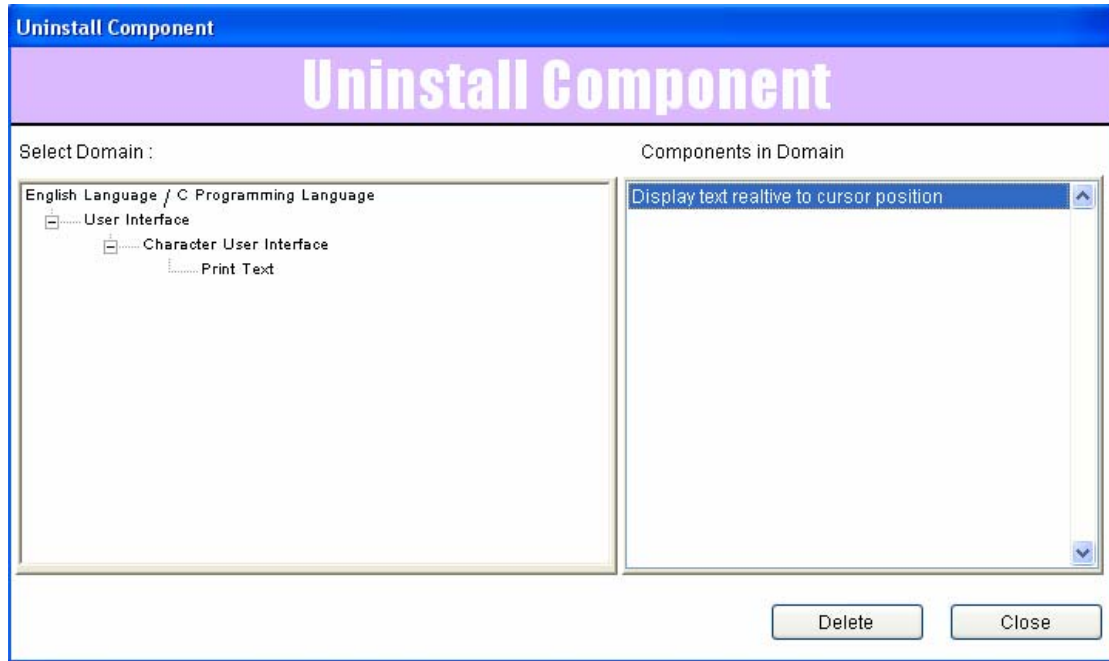 Uninstall Component
Uninstall Component
Select Domain :
Components in Domain
English Language / C Programming Language
User Interface
Character User Interface
Print Text
Display text realtive to cursor position
Delete
Close